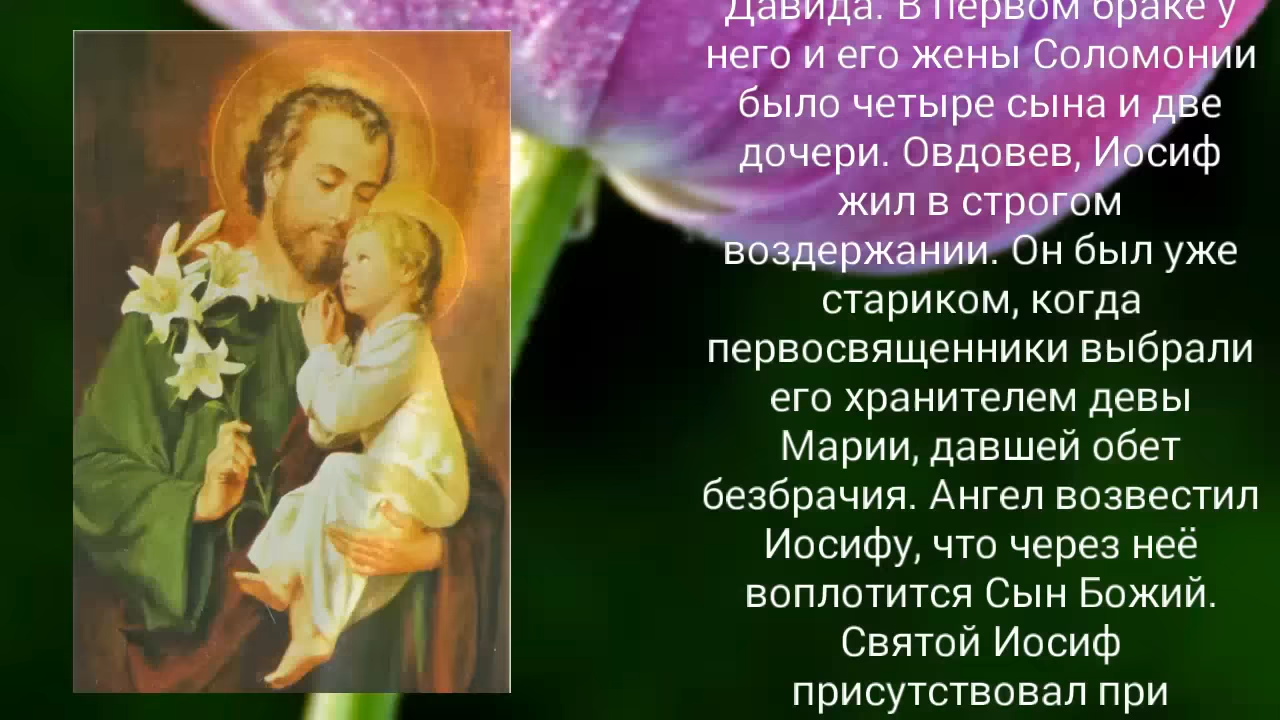 Давида. В первом браке у
него и его жены Соломонии
было четыре сына и две
дочери. Овдовев, Иосиф
жил в строгом
воздержании. Он был уже
стариком, когда
первосвященники выбрали
его хранителем девы
Марии, давшей обет
безбрачия. Ангел возвестил
Иосифу, что через неё
воплотится Сын Божий.
Святой Иосиф
присутствовал при